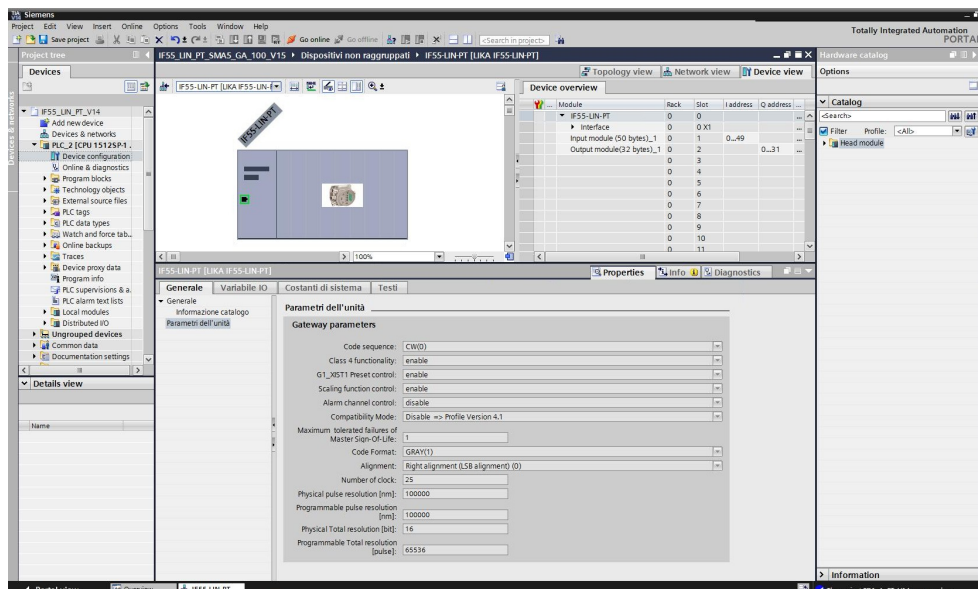 Siemens
Project Edit View Insert Online Options Tools Window Help
Totally Integrated Automation
PORTAL
Save project Go online Go offline <Search in project>
Project tree
IF55_LIN_PT_SMA5_GA_100_V15 Dispositivi non raggruppati IF55-LIN-PT [LIKA IF55-LIN-PT]
Hardware catalog
Devices
Topology view Network view Device view
Options
IF55_LIN_PT_V14
Add new device
Devices & networks
PLC_2 [CPU 1512SP-1 .
Device configuration
Online & diagnostics
Program blocks
Technology objects
External source files
PLC tags
PLC data types
Watch and force tab..
Online backups
Traces
Device proxy data
Program info
PLC supervisions & a.
PLC alarm text lists
Local modules
Distributed I/O
Ungrouped devices
Common data
Documentation settings
Details view
Name
Devices & networks
IF55-LIN-PT
100%
Device overview
... Module Rack Slot I address Q address ...
IF55-LIN-PT 0 0
Interface 0 0 X1
Input module (50 bytes)_1 0 1 0...49
Output module(32 bytes)_1 0 2 0...31
0 3
0 4
0 5
0 6
0 7
0 8
0 9
0 10
0 11
Catalog
<Search>
Filter Profile: <All>
Head module
Information
IF55-LIN-PT [LIKA IF55-LIN-PT]
Properties Info Diagnostics
Generale Variabile IO Costanti di sistema Testi
Generale
Informazione catalogo
Parametri dell'unità
Parametri dell'unità
Gateway parameters
Code sequence: CW(0)
Class 4 functionality: enable
G1_XIST1 Preset control: enable
Scaling function control: enable
Alarm channel control: disable
Compatibility Mode: Disable => Profile Version 4.1
Maximum tolerated failures of
Master Sign-Of-Life: 1
Code Format: GRAY(1)
Alignment: Right alignment (LSB alignment) (0)
Number of clock: 25
Physical pulse resolution [nm]: 100000
Programmable pulse resolution
[nm]: 100000
Physical Total resolution [bit]: 16
Programmable Total resolution
[pulse]: 65536